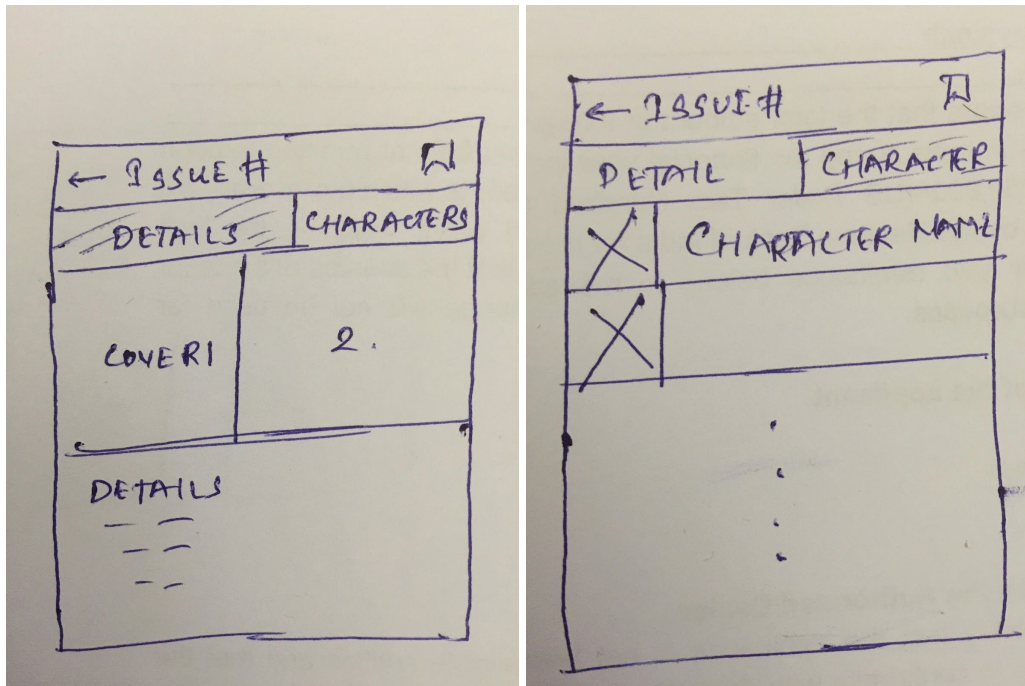 ← ISSUE #
DETAILS CHARACTERS
COVER1 2.
DETAILS
← ISSUE #
DETAIL CHARACTER
CHARACTER NAME